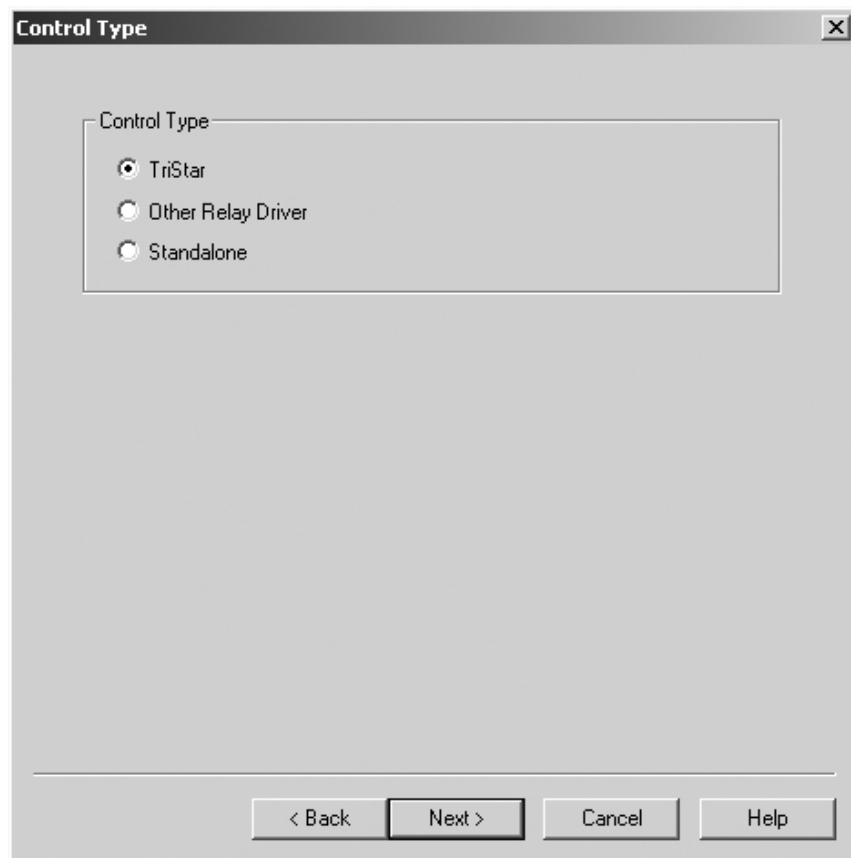 Control Type
Control Type
TriStar
Other Relay Driver
Standalone
< Back Next > Cancel Help